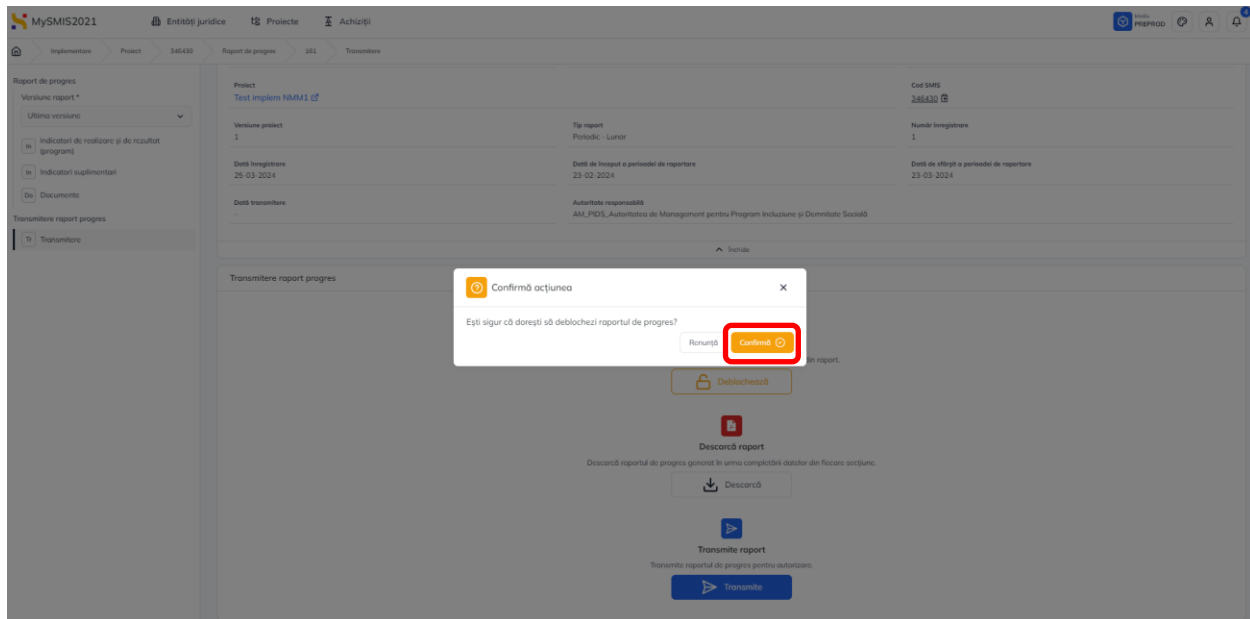 MySMIS2021
Entități juridice
Proiecte
Achiziții
Mediu
PREPROD
4
Implementare
Proiect
346430
Raport de progres
161
Transmitere
Raport de progres
Versiune raport *
Ultima versiune
In
Indicatori de realizare și de rezultat
(program)
In
Indicatori suplimentari
Do
Documente
Transmitere raport progres
Tr
Transmitere
Proiect
Test implem NMM1
Cod SMIS
346430
Versiune proiect
1
Tip raport
Periodic - Lunar
Număr înregistrare
1
Dată înregistrare
25-03-2024
Dată de început a perioadei de raportare
23-02-2024
Dată de sfârșit a perioadei de raportare
23-03-2024
Dată transmitere
-
Autoritate responsabilă
AM_PIDS_Autoritatea de Management pentru Program Incluziune și Demnitate Socială
Închide
Transmitere raport progres
Confirmă acțiunea
Ești sigur că dorești să deblochezi raportul de progres?
Renunță
Confirmă
din raport.
Deblochează
Descarcă raport
Descarcă raportul de progres generat în urma completării datelor din fiecare secțiune.
Descarcă
Transmite raport
Transmite raportul de progres pentru autorizare.
Transmite